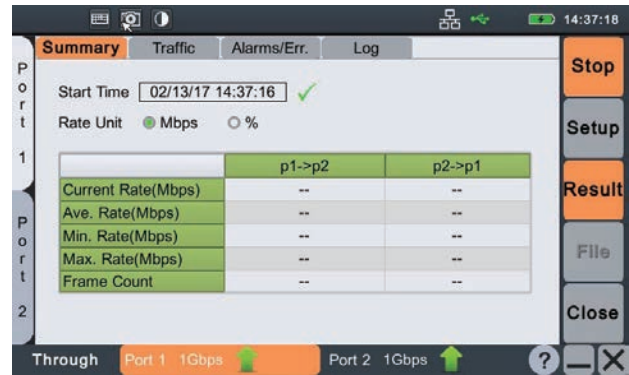 14:37:18
Summary Traffic Alarms/Err. Log
Port 1
Port 2
Start Time 02/13/17 14:37:16
Rate Unit Mbps %
p1->p2 p2->p1
Current Rate(Mbps) -- --
Ave. Rate(Mbps) -- --
Min. Rate(Mbps) -- --
Max. Rate(Mbps) -- --
Frame Count -- --
Stop
Setup
Result
File
Close
Through Port 1 1Gbps Port 2 1Gbps ?